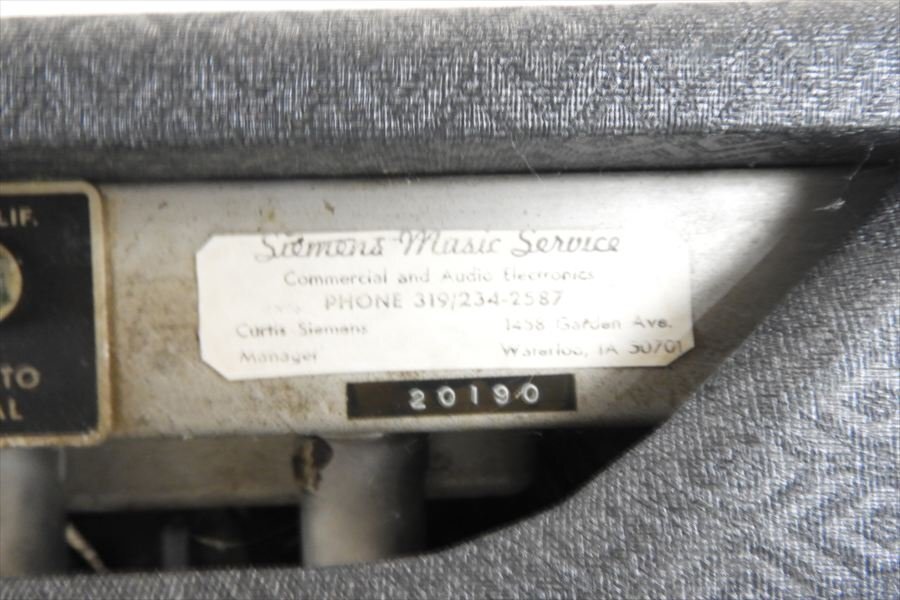 LIF.
TO
AL
Siemens Music Service
Commercial and Audio Electronics
PHONE 319/234-2587
Curtis Siemens 1458 Garden Ave.
Manager Waterloo, IA 50701
20190